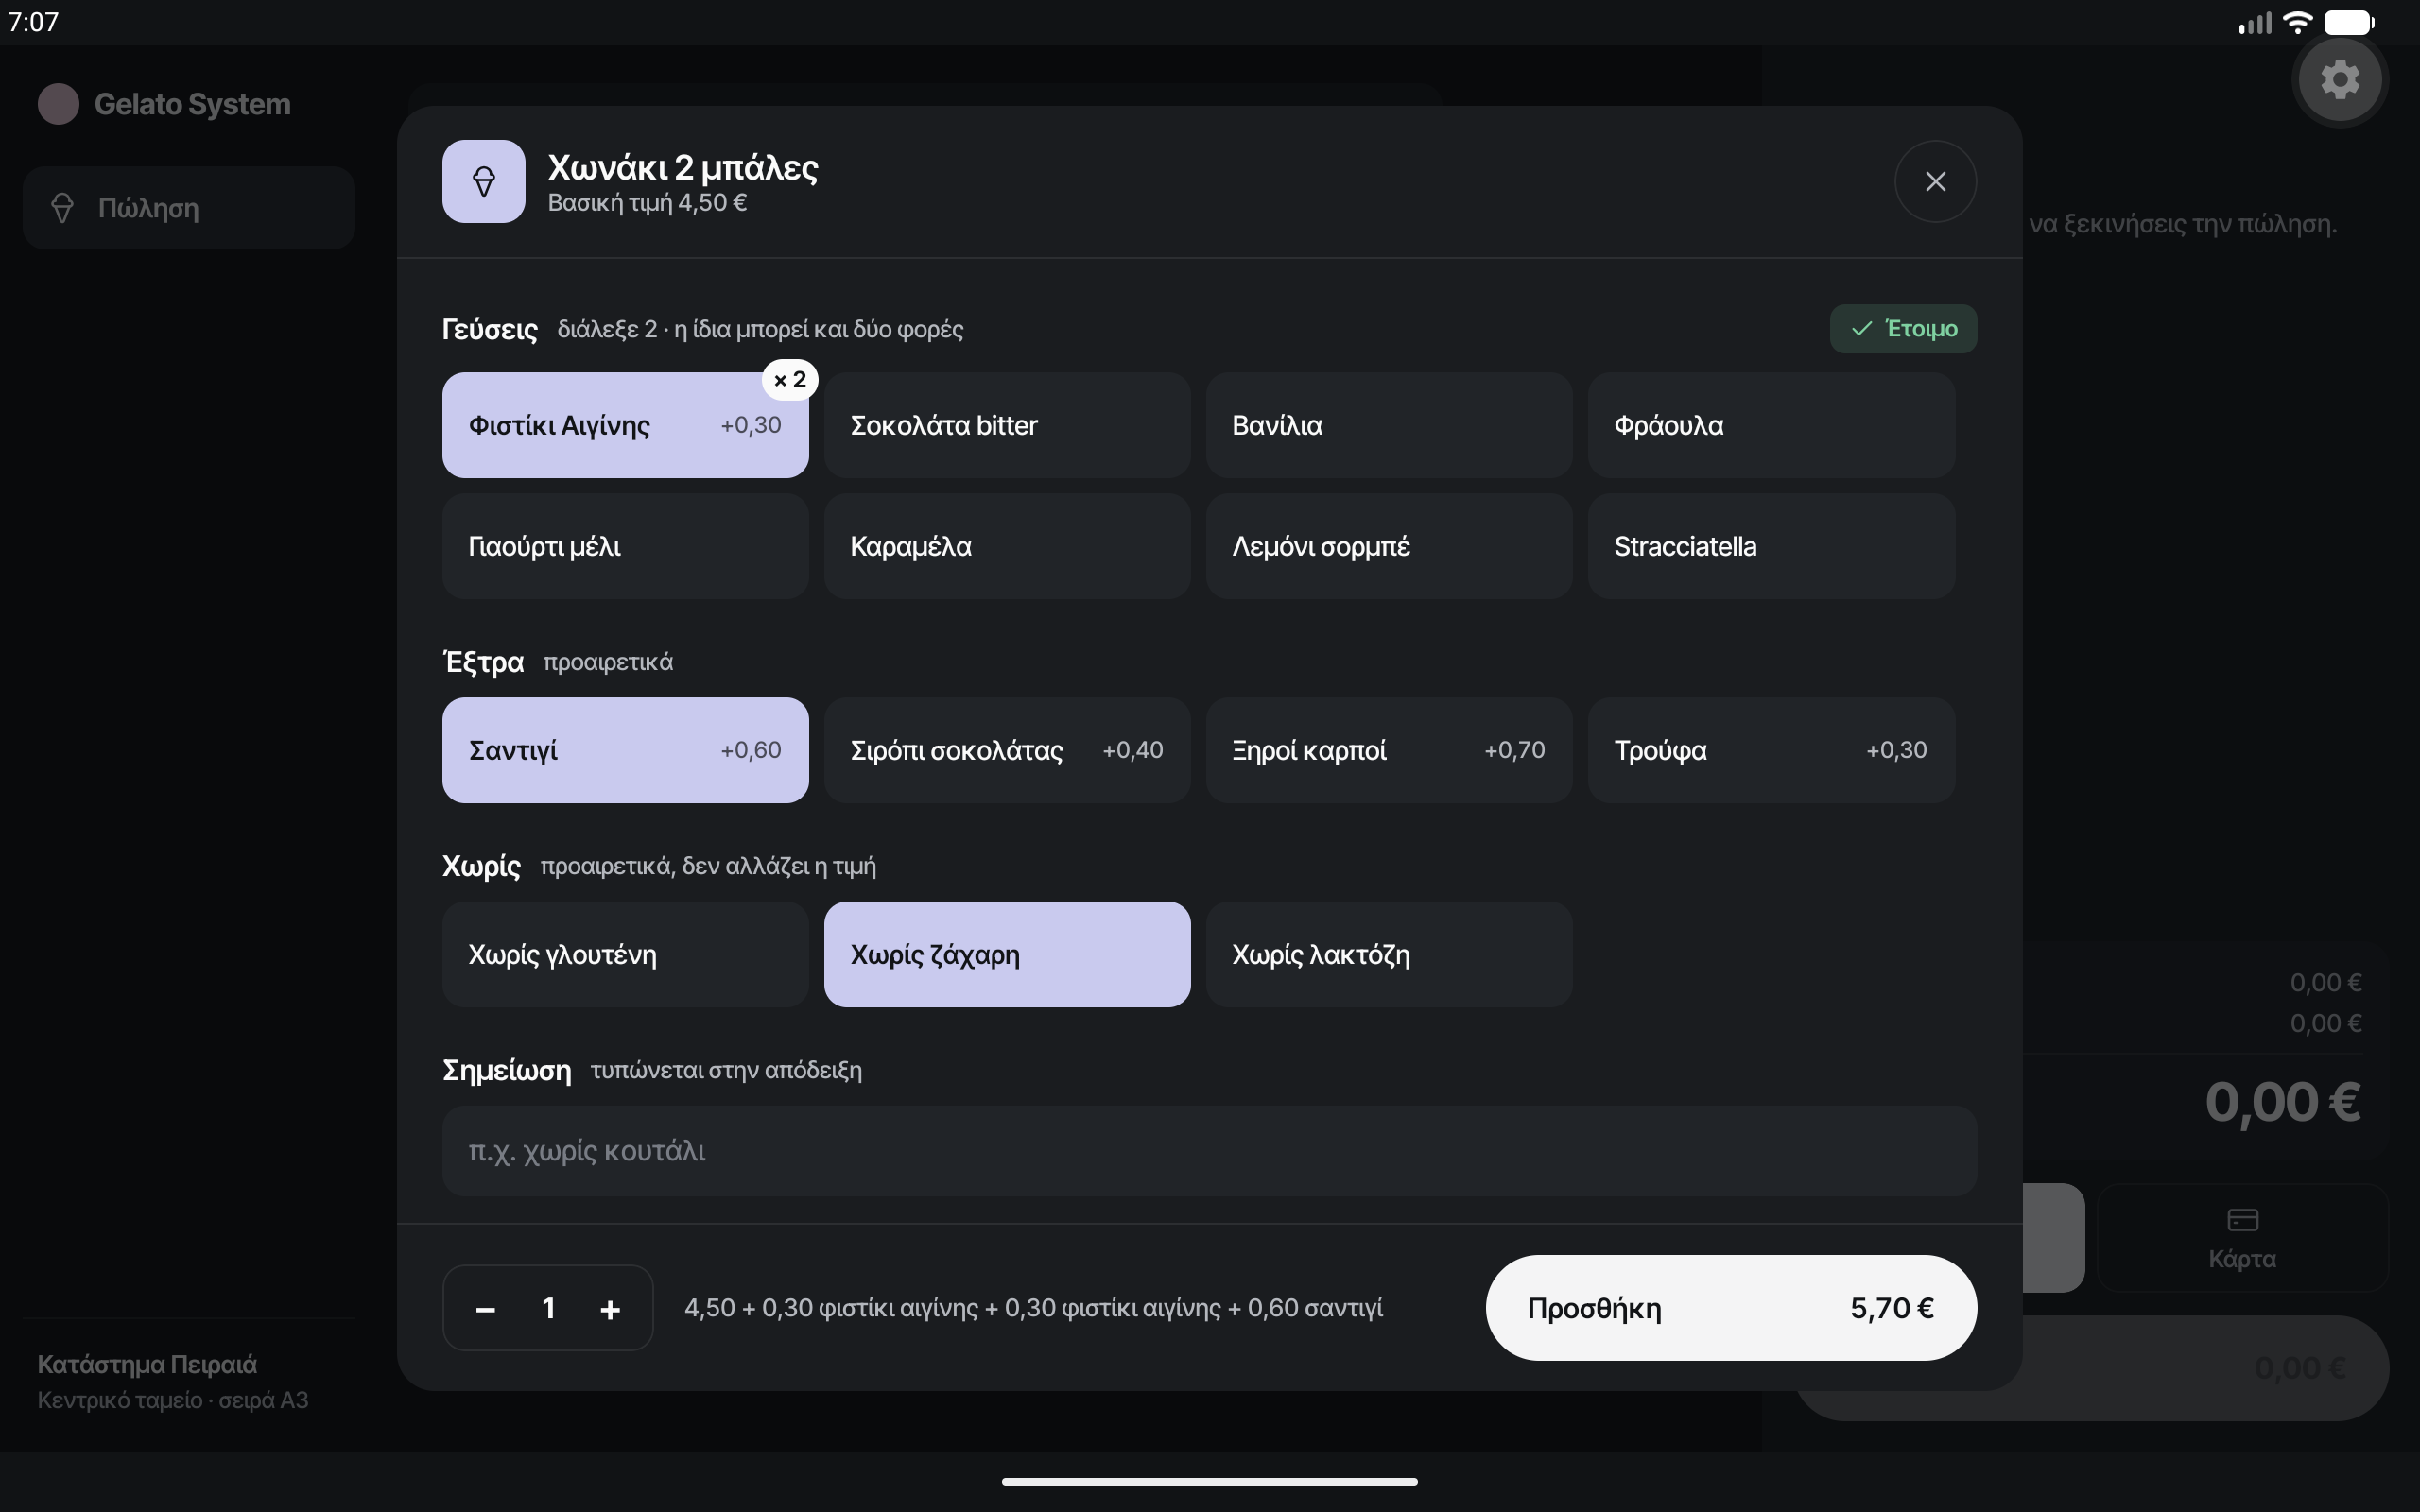 7:07
Gelato System
Πώληση
Χωνάκι 2 μπάλες
Βασική τιμή 4,50 €
να ξεκινήσεις την πώληση.
Γεύσεις διάλεξε 2 · η ίδια μπορεί και δύο φορές
Έτοιμο
× 2
Φιστίκι Αιγίνης +0,30
Σοκολάτα bitter
Βανίλια
Φράουλα
Γιαούρτι μέλι
Καραμέλα
Λεμόνι σορμπέ
Stracciatella
Έξτρα προαιρετικά
Σαντιγί +0,60
Σιρόπι σοκολάτας +0,40
Ξηροί καρποί +0,70
Τρούφα +0,30
Χωρίς προαιρετικά, δεν αλλάζει η τιμή
Χωρίς γλουτένη
Χωρίς ζάχαρη
Χωρίς λακτόζη
Σημείωση τυπώνεται στην απόδειξη
π.χ. χωρίς κουτάλι
− 1 +
4,50 + 0,30 φιστίκι αιγίνης + 0,30 φιστίκι αιγίνης + 0,60 σαντιγί
Προσθήκη 5,70 €
0,00 €
0,00 €
0,00 €
Κάρτα
0,00 €
Κατάστημα Πειραιά
Κεντρικό ταμείο · σειρά A3